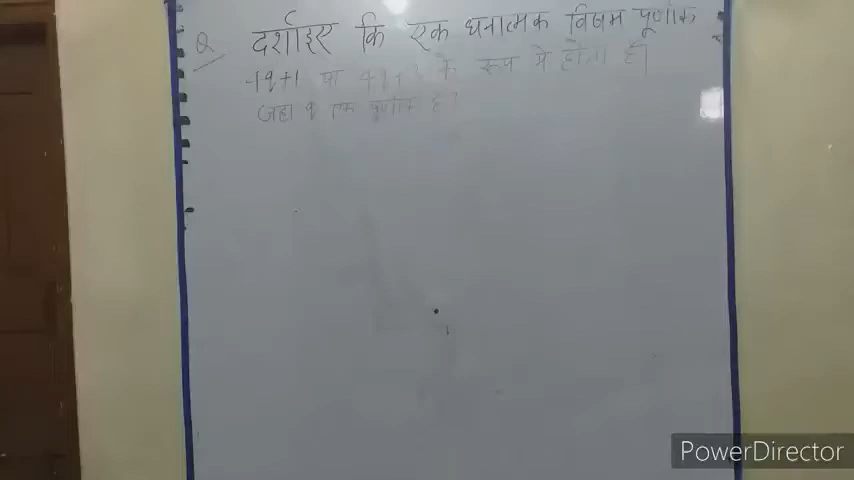 Q दर्शाइए कि एक धनात्मक विषम पूर्णांक
4q+1 या 4q+3 के रूप मे होता है।
जहा q एक पूर्णांक है।
PowerDirector